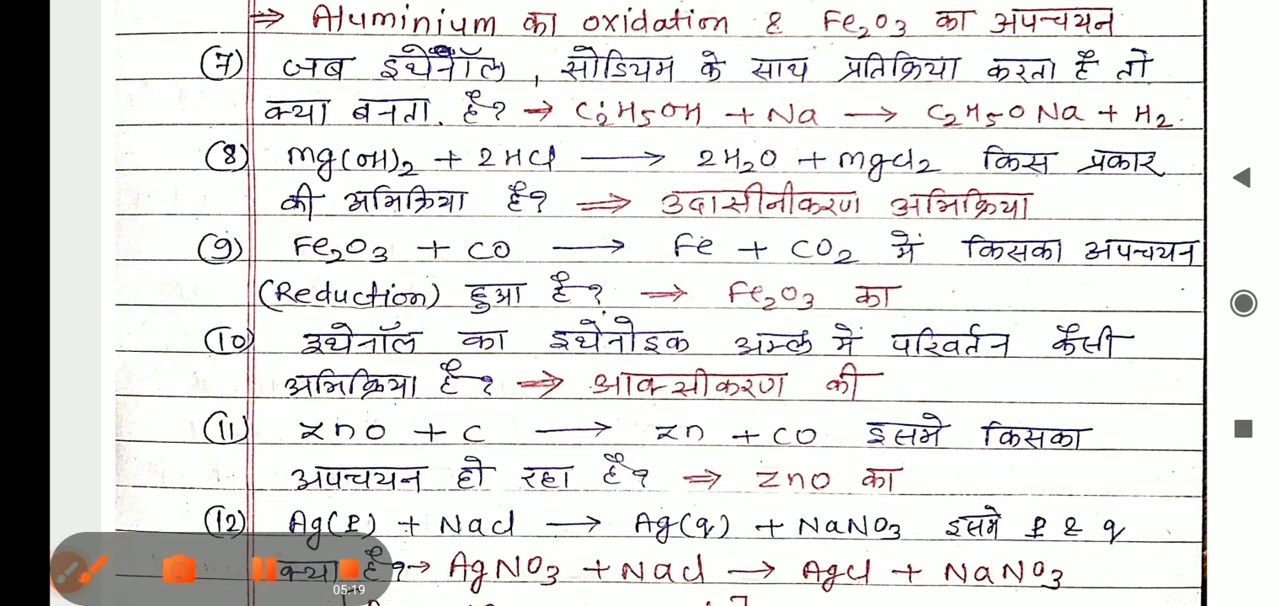 ⇒ Aluminium का oxidation & Fe₂O₃ का अपचयन
(7) जब इथेनॉल, सोडियम के साथ प्रतिक्रिया करता है तो
क्या बनता है? → C₂H₅OH + Na → C₂H₅ONa + H₂.
(8) Mg(OH)₂ + 2HCl → 2H₂O + MgCl₂ किस प्रकार
की अभिक्रिया है? ⇒ उदासीनीकरण अभिक्रिया
(9) Fe₂O₃ + CO → Fe + CO₂ में किसका अपचयन
(Reduction) हुआ है? ⇒ Fe₂O₃ का
(10) इथेनॉल का इथेनोइक अम्ल में परिवर्तन कैसी
अभिक्रिया है? ⇒ आक्सीकरण की
(11) ZnO + C → Zn + CO इसमे किसका
अपचयन हो रहा है? ⇒ ZnO का
(12) Ag(P) + NaCl → Ag(q) + NaNO₃ इसमे P & q
क्या है? → AgNO₃ + NaCl → AgCl + NaNO₃
05:19